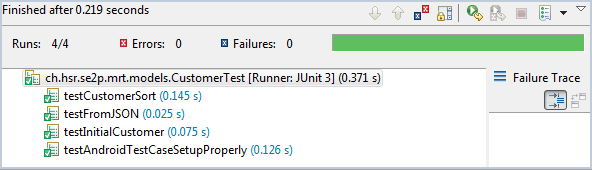 Finished after 0.219 seconds
Runs: 4/4 Errors: 0 Failures: 0
ch.hsr.se2p.mrt.models.CustomerTest [Runner: JUnit 3] (0.371 s)
testCustomerSort (0.145 s)
testFromJSON (0.025 s)
testInitialCustomer (0.075 s)
testAndroidTestCaseSetupProperly (0.126 s)
Failure Trace